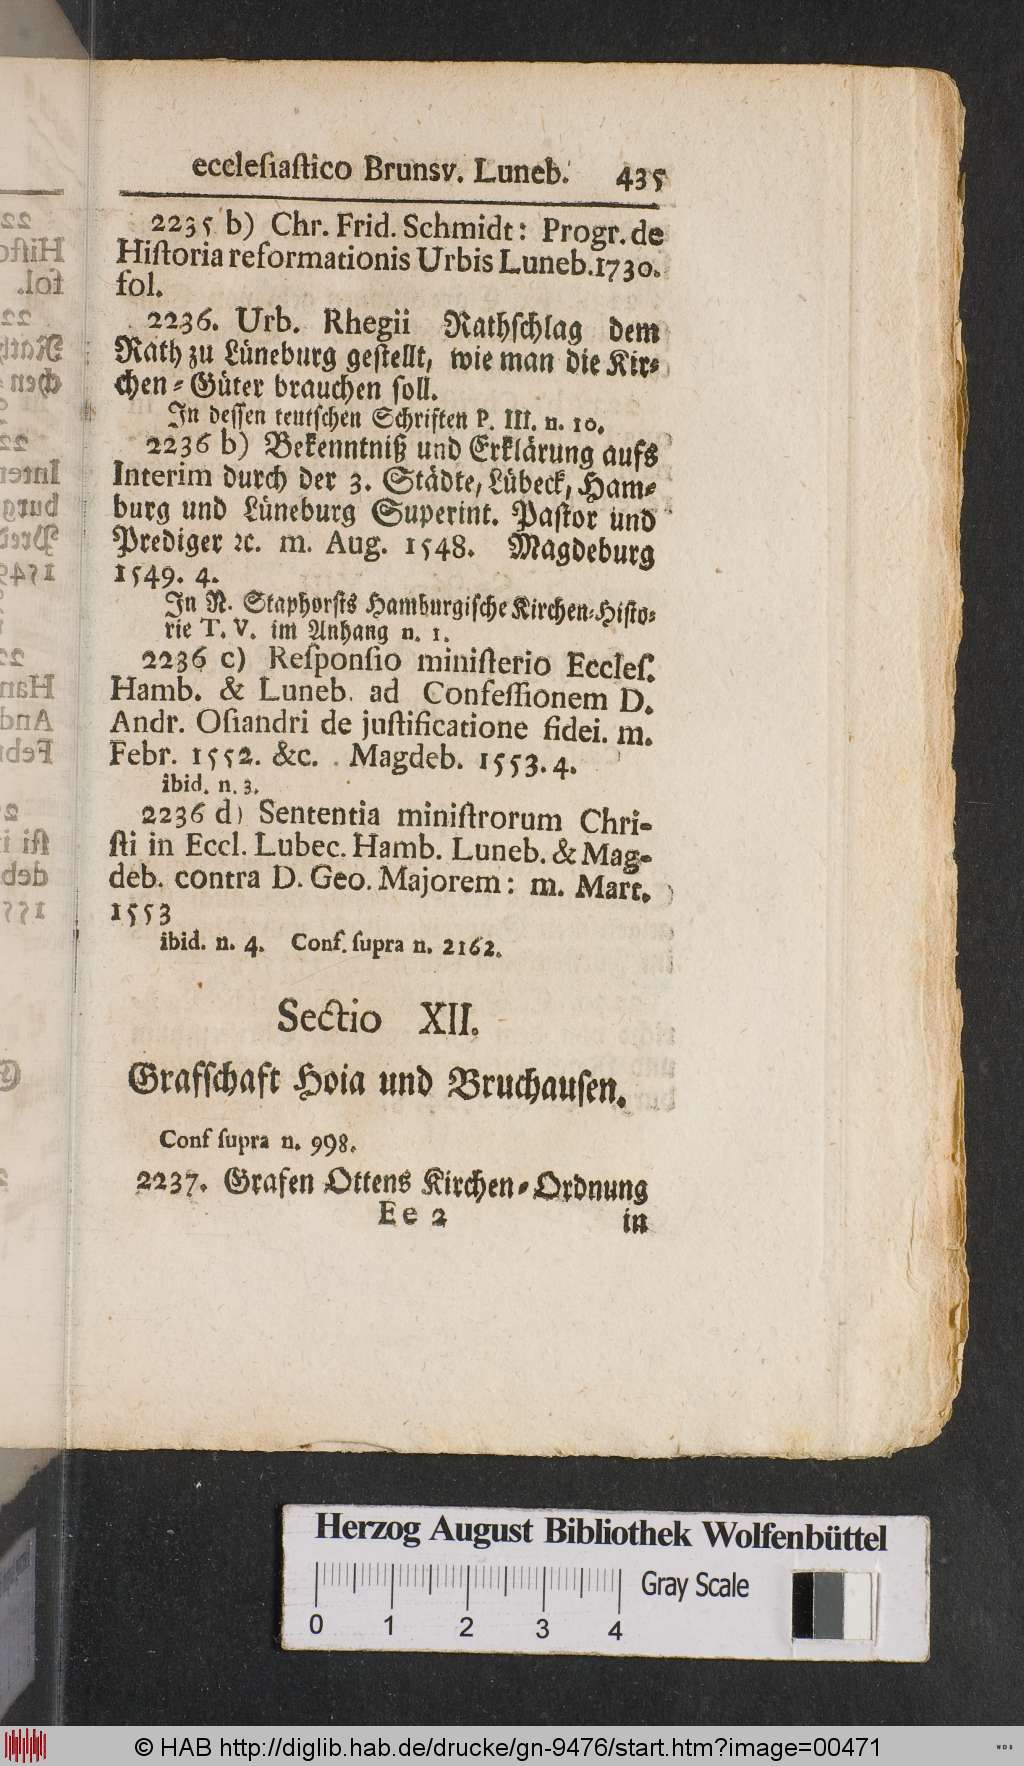 ecclesiastico Brunsv. Luneb. 435
2235 b) Chr. Frid. Schmidt: Progr. de
Historia reformationis Urbis Luneb. 1730.
fol.
2236. Urb. Rhegii Rathschlag dem
Rath zu Lüneburg gestellt, wie man die Kir-
chen-Güter brauchen soll.
In dessen teutschen Schriften P. III. n. 10.
2236 b) Bekenntniß und Erklärung aufs
Interim durch der 3. Städte, Lübeck, Ham-
burg und Lüneburg Superint. Pastor und
Prediger ꝛc. m. Aug. 1548. Magdeburg
1549. 4.
In N. Staphorsts Hamburgische Kirchen-Histo-
rie T. V. im Anhang n. 1.
2236 c) Responsio ministerio Eccles.
Hamb. & Luneb. ad Confessionem D.
Andr. Osiandri de justificatione fidei. m.
Febr. 1552. &c. Magdeb. 1553. 4.
ibid. n. 3.
2236 d) Sententia ministrorum Chri-
sti in Eccl. Lubec. Hamb. Luneb. & Mag-
deb. contra D. Geo. Majorem: m. Mart.
1553
ibid. n. 4. Conf. supra n. 2162.
Sectio XII.
Grafschaft Hoia und Bruchausen.
Conf supra n. 998.
2237. Grafen Ottens Kirchen-Ordnung
Ee 2 in
Herzog August Bibliothek Wolfenbüttel
Gray Scale
0 1 2 3 4
© HAB http://diglib.hab.de/drucke/gn-9476/start.htm?image=00471